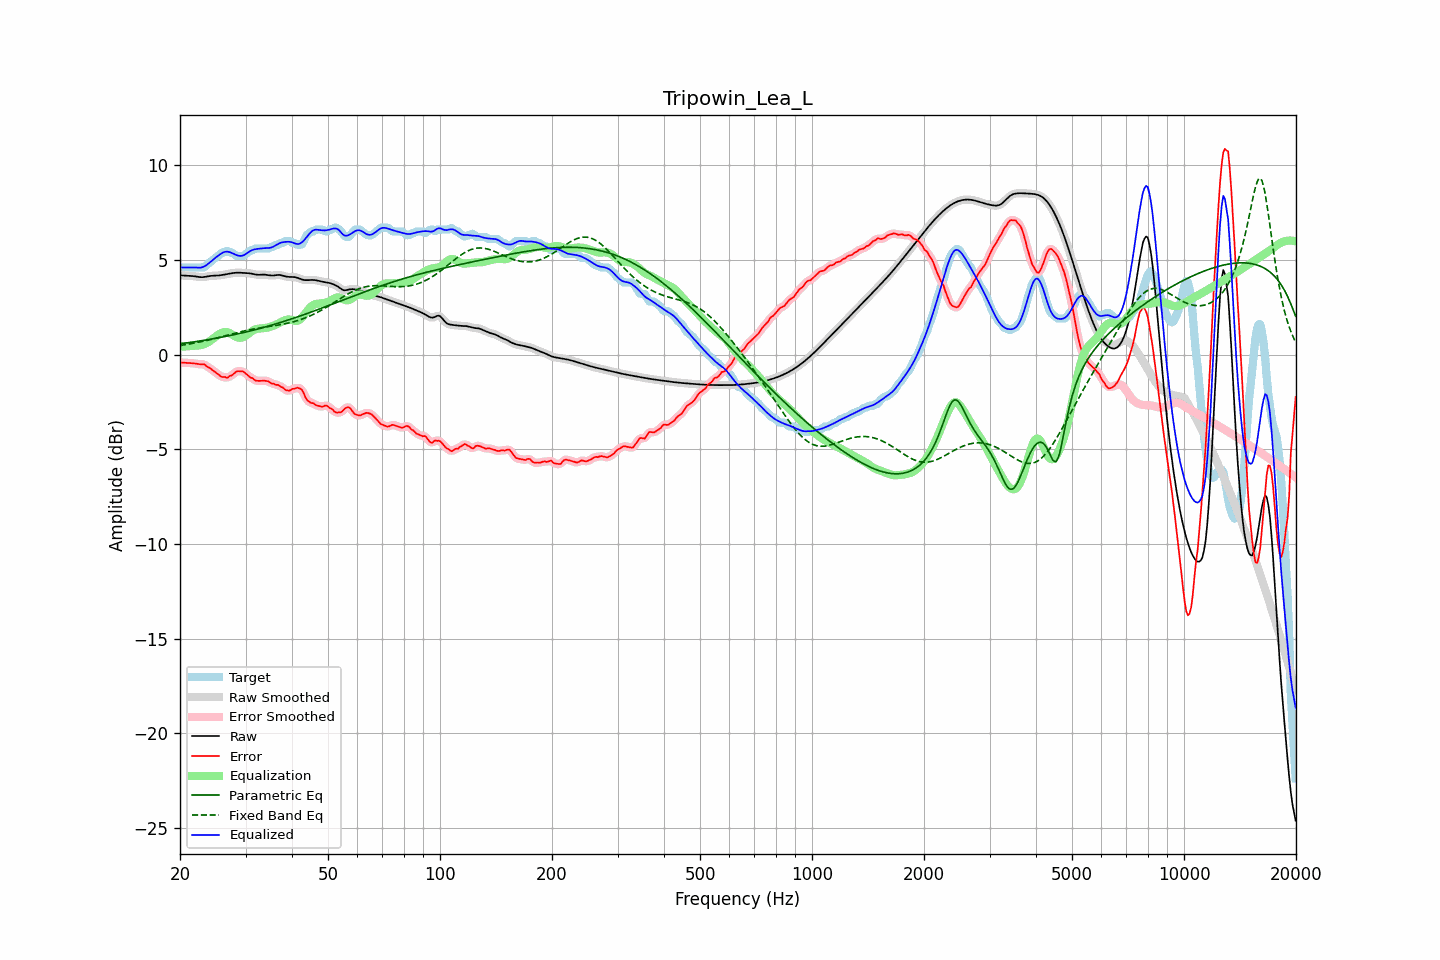 Tripowin_Lea_L
Amplitude (dBr)
10
5
0
−5
−10
−15
−20
−25
Target
Raw Smoothed
Error Smoothed
Raw
Error
Equalization
Parametric Eq
Fixed Band Eq
Equalized
20 50 100 200 500 1000 2000 5000 10000 20000
Frequency (Hz)